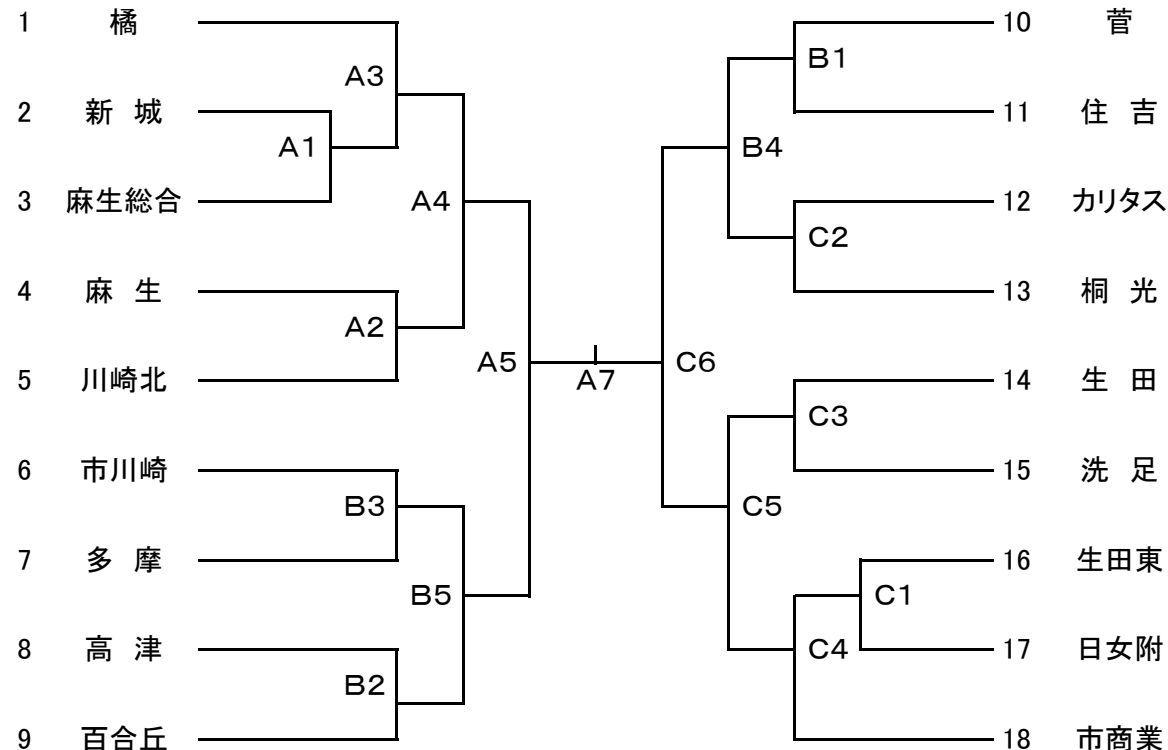 1 橘
2 新 城
3 麻生総合
4 麻 生
5 川崎北
6 市川崎
7 多 摩
8 高 津
9 百合丘
A3
A1
A4
A2
A5
B3
B5
B2
A7
B1
B4
C2
C6
C3
C5
C1
C4
10 菅
11 住 吉
12 カリタス
13 桐 光
14 生 田
15 洗 足
16 生田東
17 日女附
18 市商業